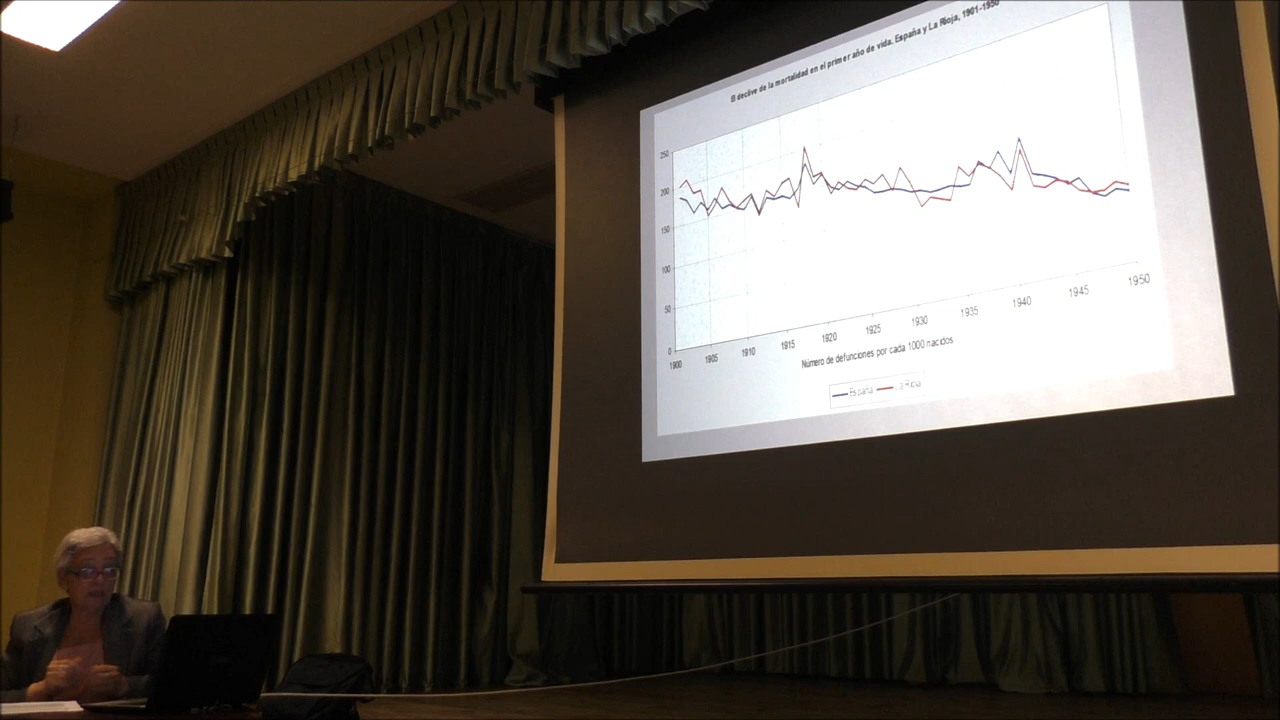 El declive de la mortalidad en el primer año de vida. España y La Rioja, 1901-1950
250
200
150
100
50
0
1900 1905 1910 1915 1920 1925 1930 1935 1940 1945 1950
Número de defunciones por cada 1000 nacidos
España La Rioja